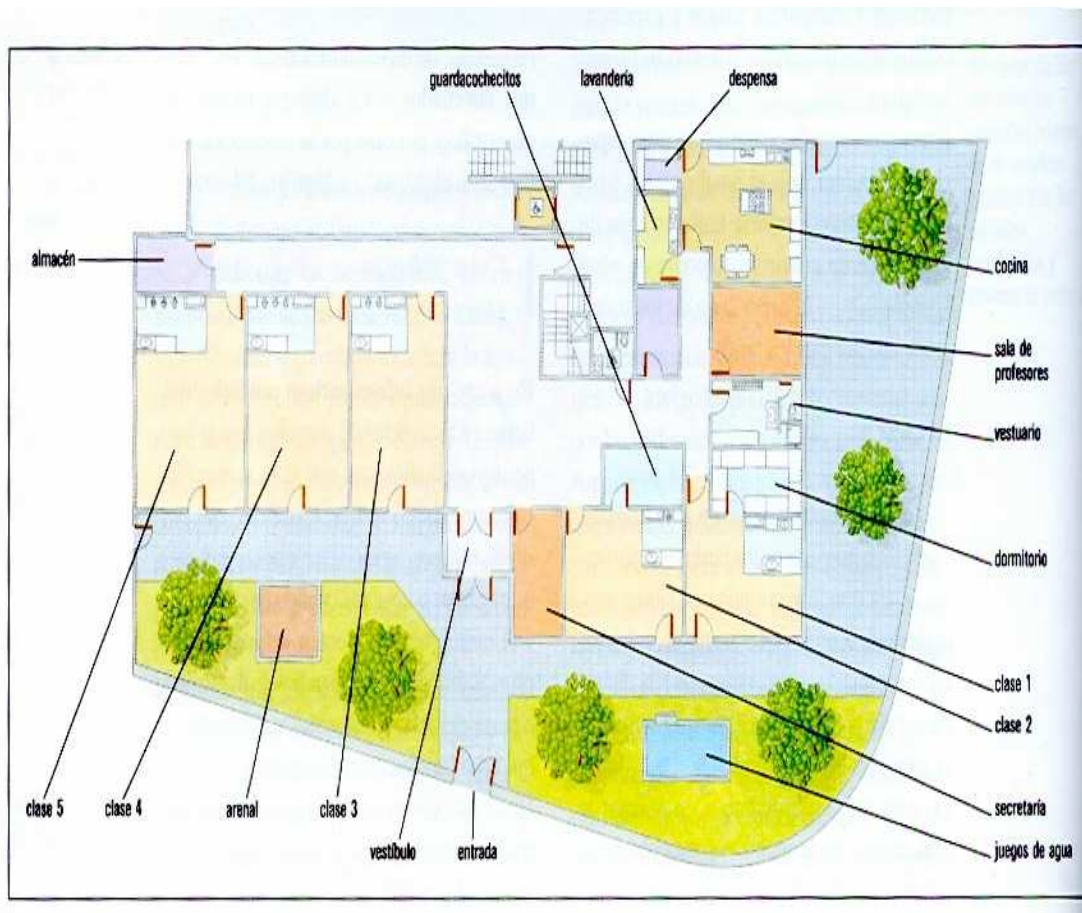 guardacochecitos
lavandería
despensa
almacén
cocina
sala de
profesores
vestuario
dormitorio
clase 1
clase 2
secretaría
juegos de agua
clase 5
clase 4
arenal
clase 3
vestíbulo
entrada